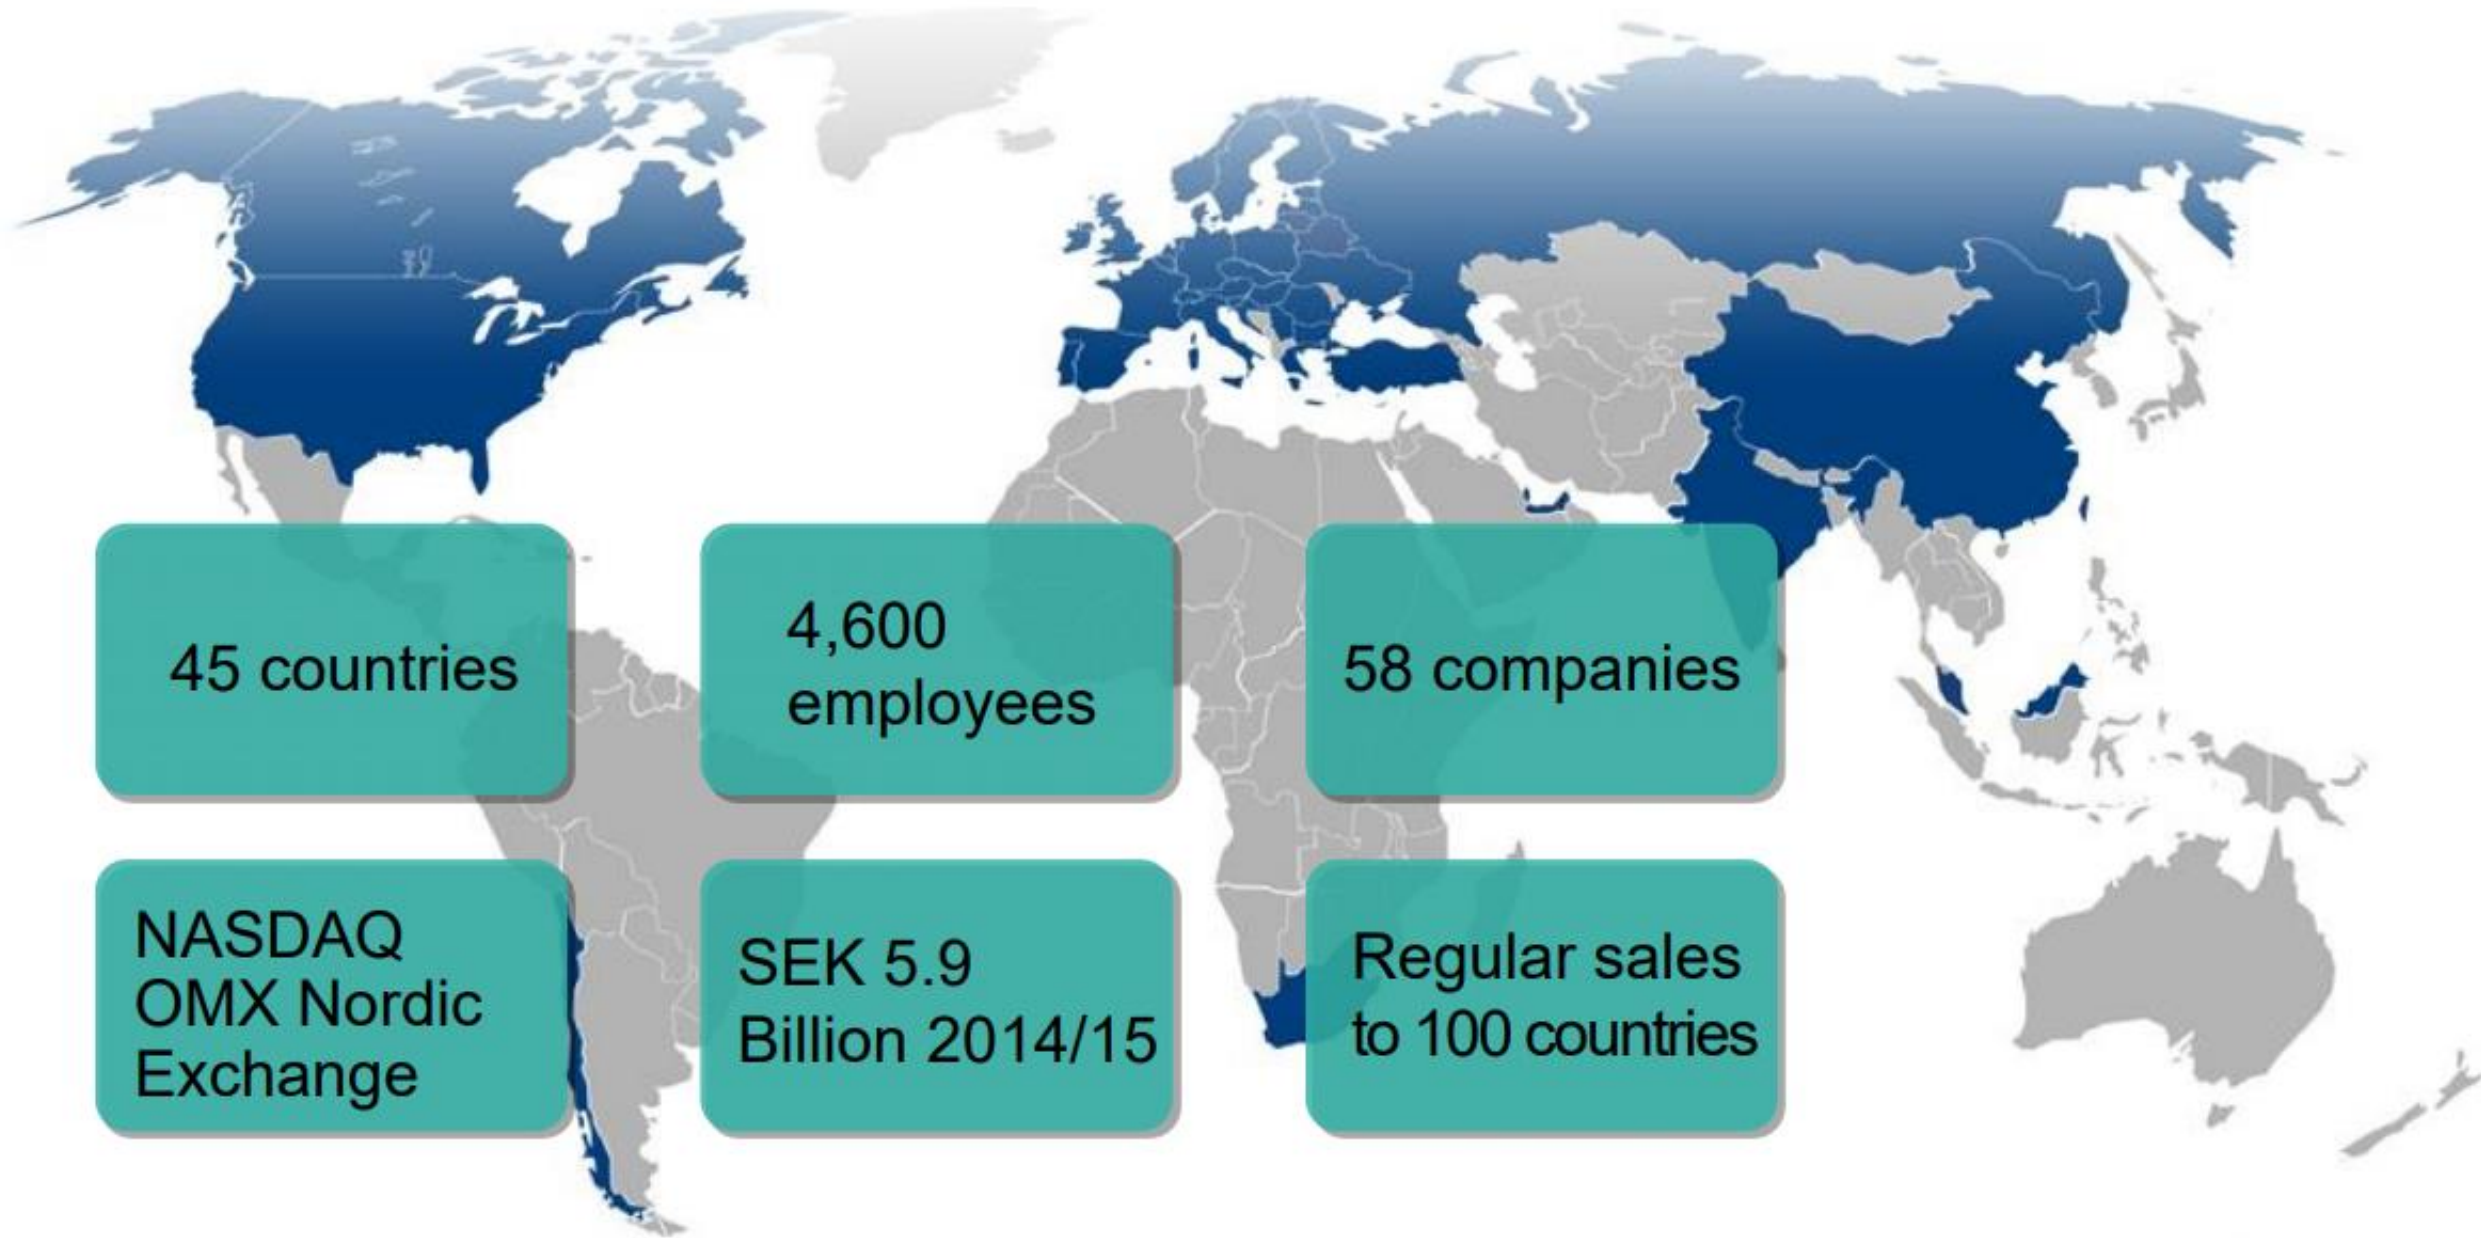 45 countries
4,600
employees
58 companies
NASDAQ
OMX Nordic
Exchange
SEK 5.9
Billion 2014/15
Regular sales
to 100 countries